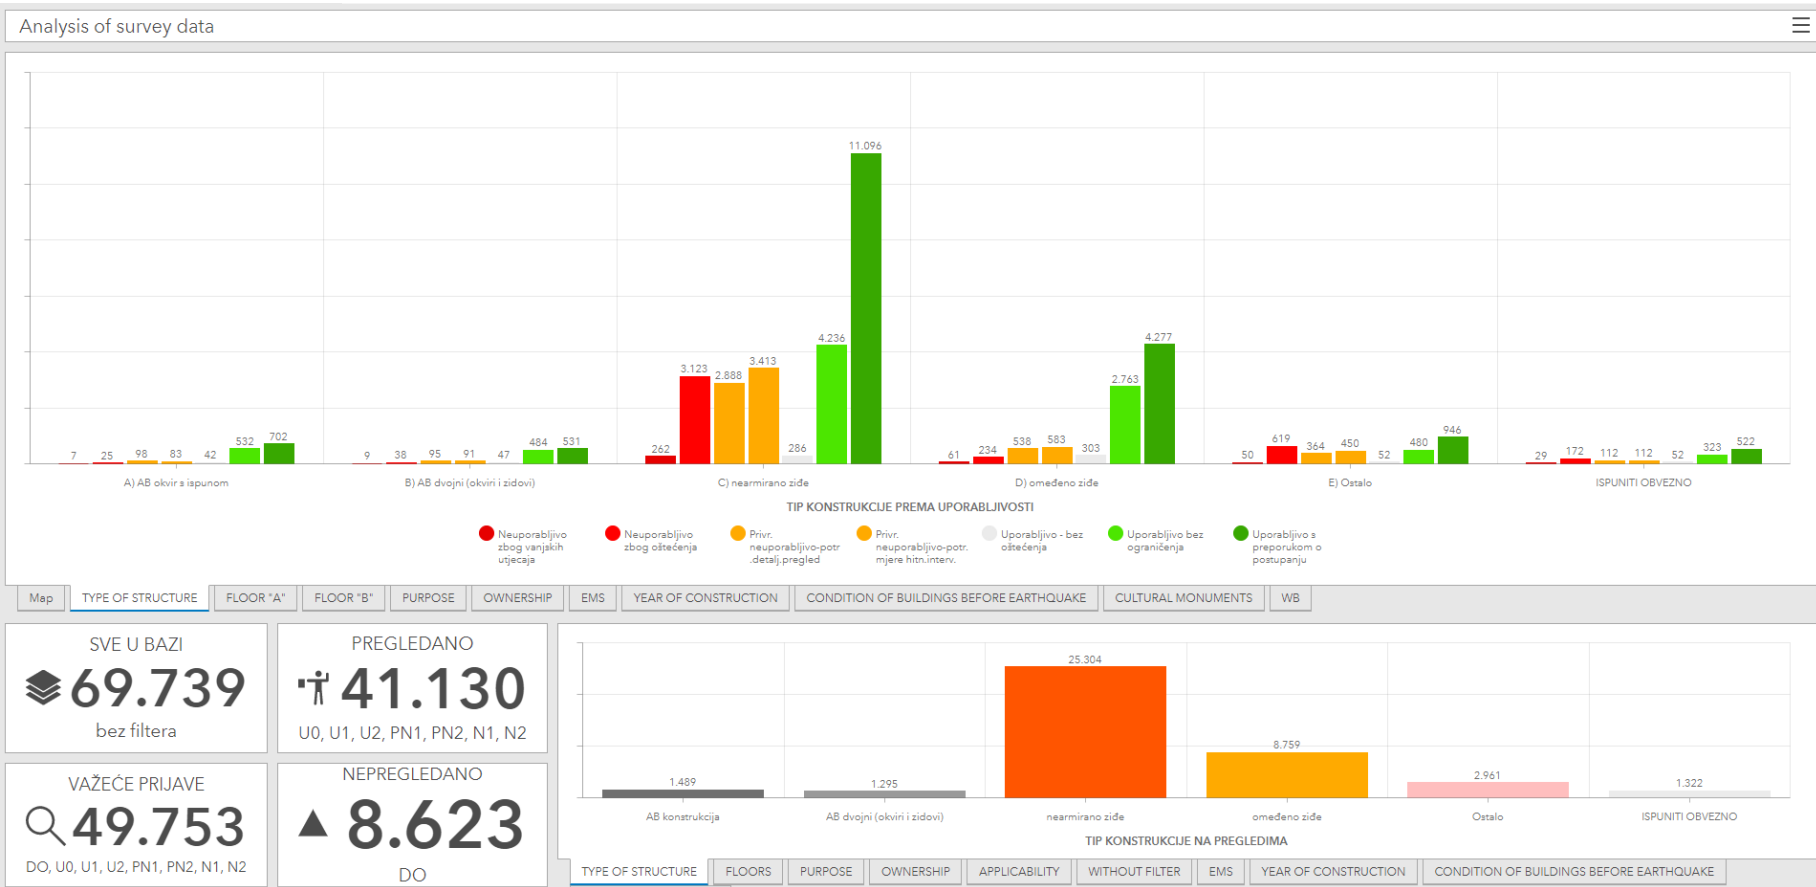 Analysis of survey data
11.096
4.236
4.277
3.413
3.123
2.888
2.763
7
25
98
83
42
532
702
9
38
95
91
47
484
531
262
286
61
234
538
583
303
50
619
364
450
52
480
946
29
172
112
112
52
323
522
A) AB okvir s ispunom
B) AB dvojni (okviri i zidovi)
C) nearmirano ziđe
D) omeđeno ziđe
E) Ostalo
ISPUNITI OBVEZNO
TIP KONSTRUKCIJE PREMA UPORABLJIVOSTI
Neuporabljivo
zbog vanjskih
utjecaja
Neuporabljivo
zbog oštećenja
Privr.
neuporabljivo-potr
.detalj.pregled
Privr.
neuporabljivo-potr.
mjere hitn.interv.
Uporabljivo - bez
oštećenja
Uporabljivo bez
ograničenja
Uporabljivo s
preporukom o
postupanju
Map
TYPE OF STRUCTURE
FLOOR "A"
FLOOR "B"
PURPOSE
OWNERSHIP
EMS
YEAR OF CONSTRUCTION
CONDITION OF BUILDINGS BEFORE EARTHQUAKE
CULTURAL MONUMENTS
WB
SVE U BAZI
69.739
bez filtera
PREGLEDANO
41.130
U0, U1, U2, PN1, PN2, N1, N2
VAŽEĆE PRIJAVE
49.753
DO, U0, U1, U2, PN1, PN2, N1, N2
NEPREGLEDANO
8.623
DO
1.489
1.295
25.304
8.759
2.961
1.322
AB konstrukcija
AB dvojni (okviri i zidovi)
nearmirano ziđe
omeđeno ziđe
Ostalo
ISPUNITI OBVEZNO
TIP KONSTRUKCIJE NA PREGLEDIMA
TYPE OF STRUCTURE
FLOORS
PURPOSE
OWNERSHIP
APPLICABILITY
WITHOUT FILTER
EMS
YEAR OF CONSTRUCTION
CONDITION OF BUILDINGS BEFORE EARTHQUAKE